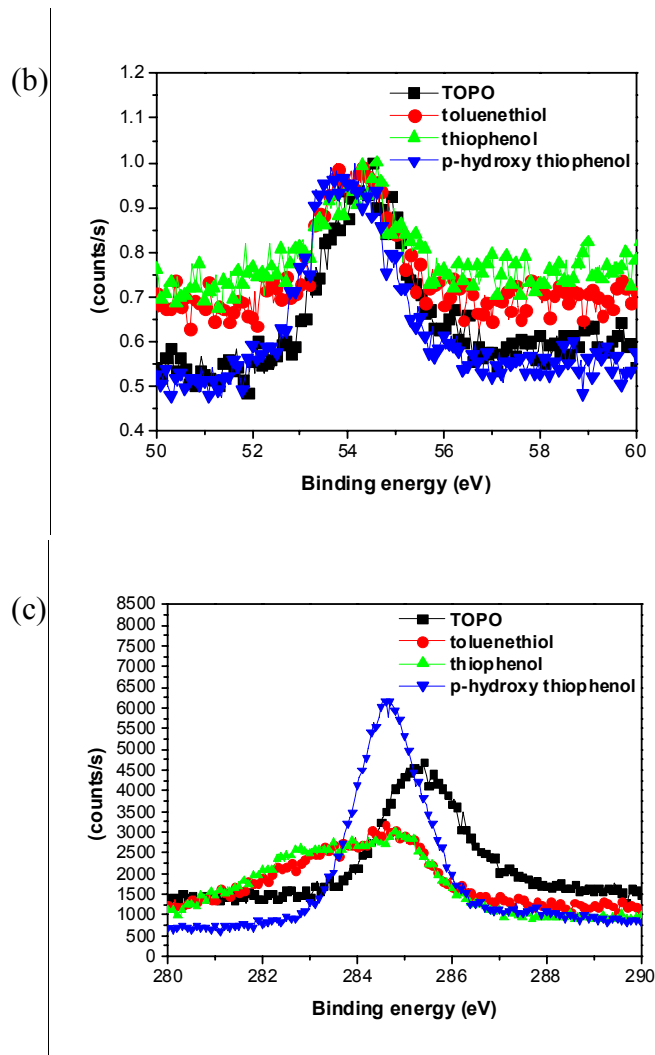 (b)
1.2
1.1
1.0
0.9
0.8
0.7
0.6
0.5
0.4
(counts/s)
TOPO
toluenethiol
thiophenol
p-hydroxy thiophenol
50 52 54 56 58 60
Binding energy (eV)
(c)
8500
8000
7500
7000
6500
6000
5500
5000
4500
4000
3500
3000
2500
2000
1500
1000
500
0
(counts/s)
TOPO
toluenethiol
thiophenol
p-hydroxy thiophenol
280 282 284 286 288 290
Binding energy (eV)